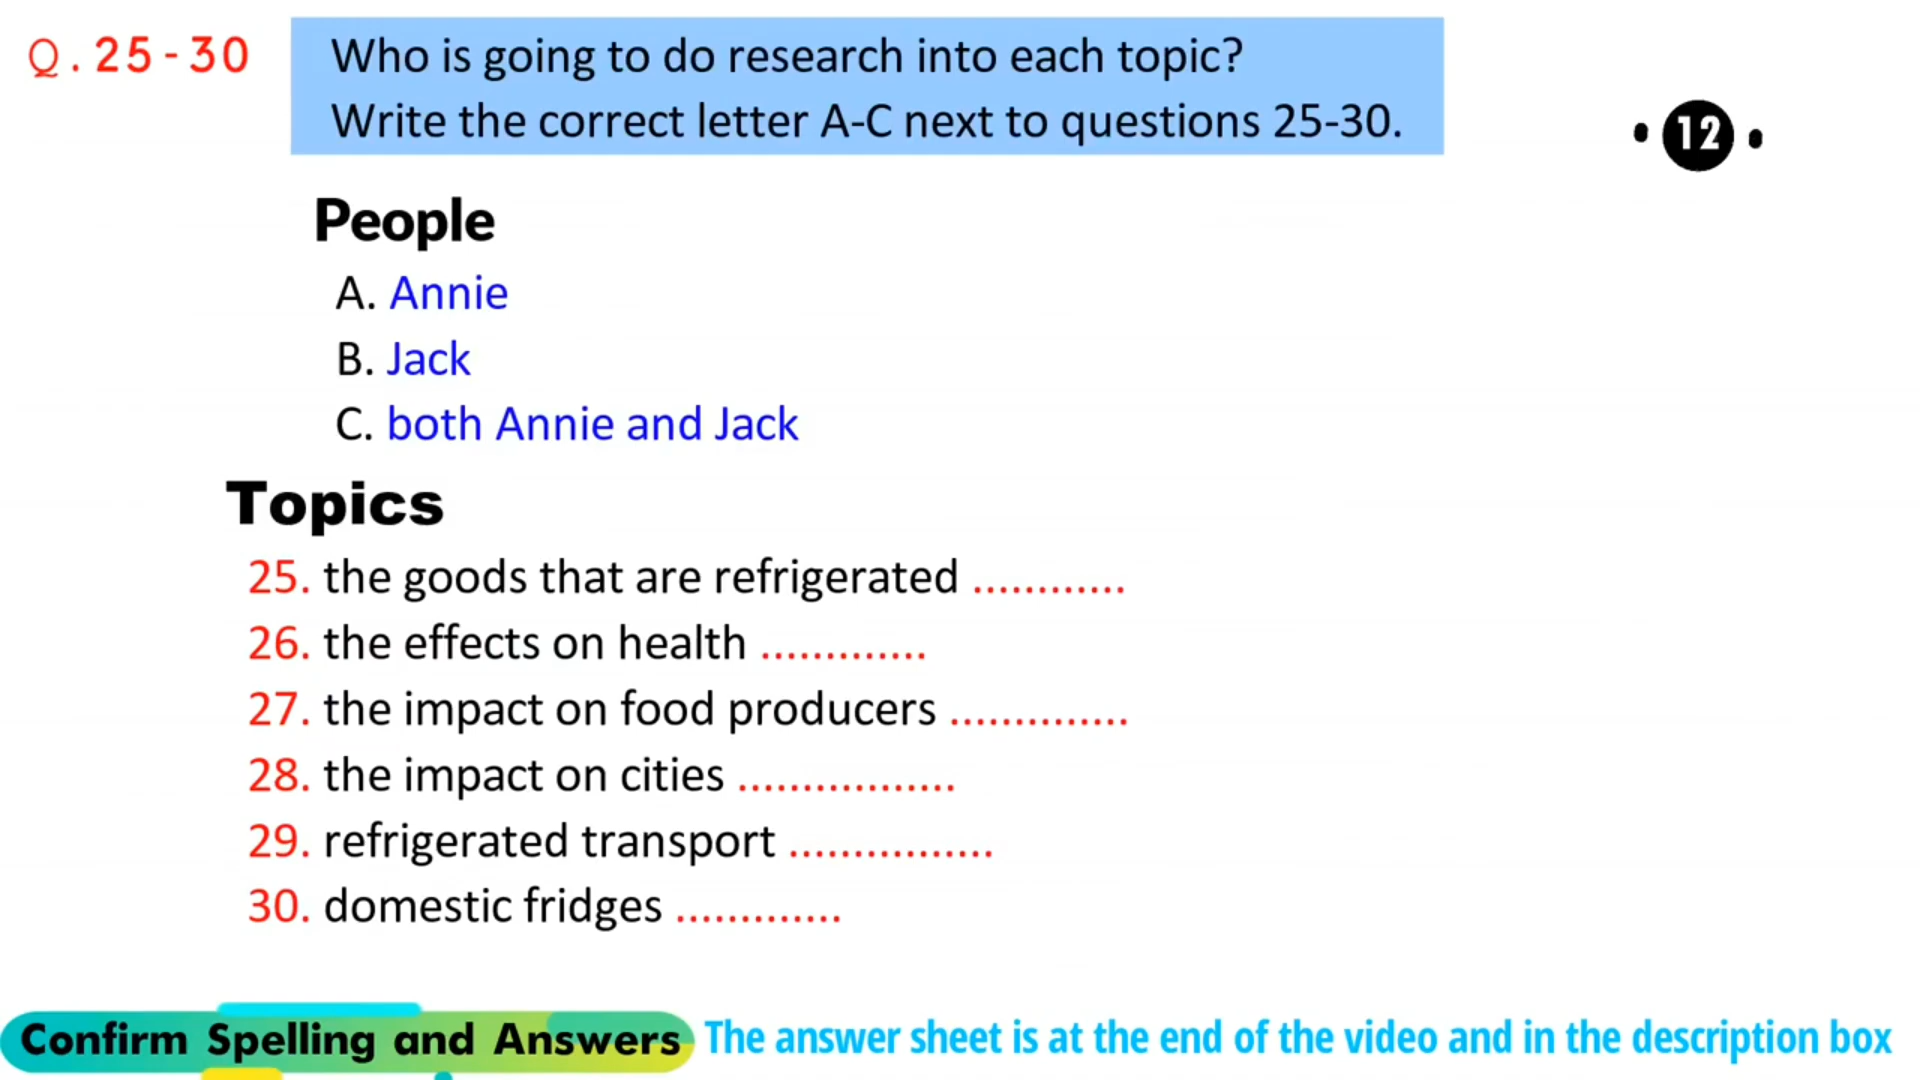 Q.25-30
Who is going to do research into each topic?
Write the correct letter A-C next to questions 25-30.
12
People
A. Annie
B. Jack
C. both Annie and Jack
Topics
25. the goods that are refrigerated ............
26. the effects on health .............
27. the impact on food producers ..............
28. the impact on cities .................
29. refrigerated transport ................
30. domestic fridges .............
Confirm Spelling and Answers The answer sheet is at the end of the video and in the description box